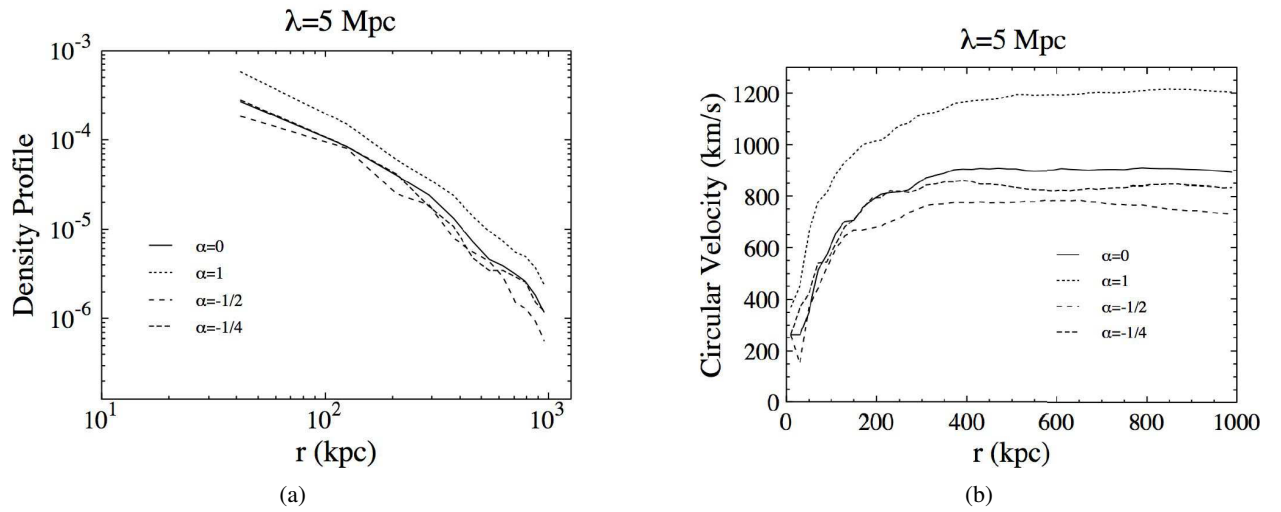 λ=5 Mpc
10^-3
10^-4
10^-5
10^-6
Density Profile
α=0
α=1
α=-1/2
α=-1/4
10^1
10^2
10^3
r (kpc)
(a)
λ=5 Mpc
1200
1000
800
600
400
200
0
Circular Velocity (km/s)
α=0
α=1
α=-1/2
α=-1/4
0
200
400
600
800
1000
r (kpc)
(b)